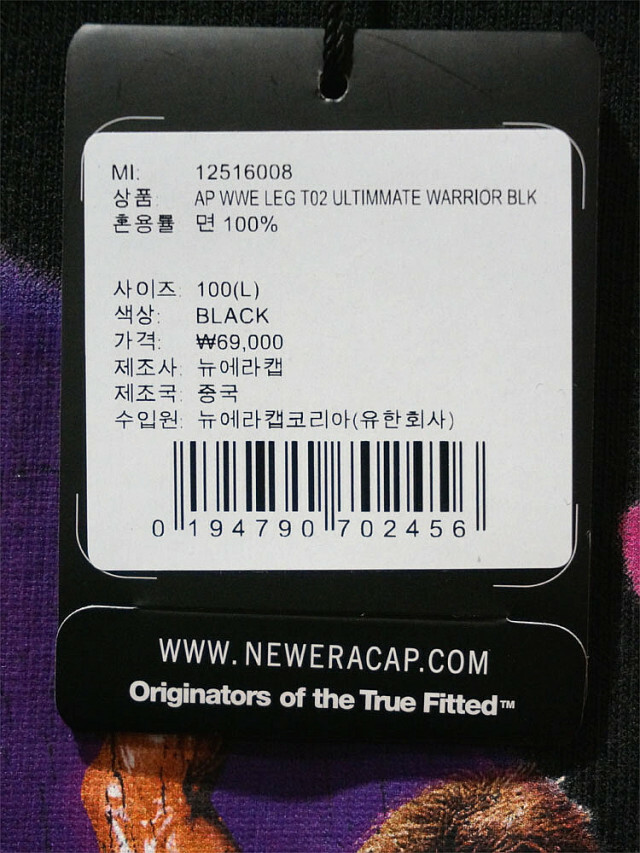 MI: 12516008
상품: AP WWE LEG T02 ULTIMMATE WARRIOR BLK
혼용률 면 100%
사이즈: 100(L)
색상: BLACK
가격: ₩69,000
제조사: 뉴에라캡
제조국: 중국
수입원: 뉴에라캡코리아(유한회사)
0 194790 702456
WWW.NEWERACAP.COM
Originators of the True Fitted™